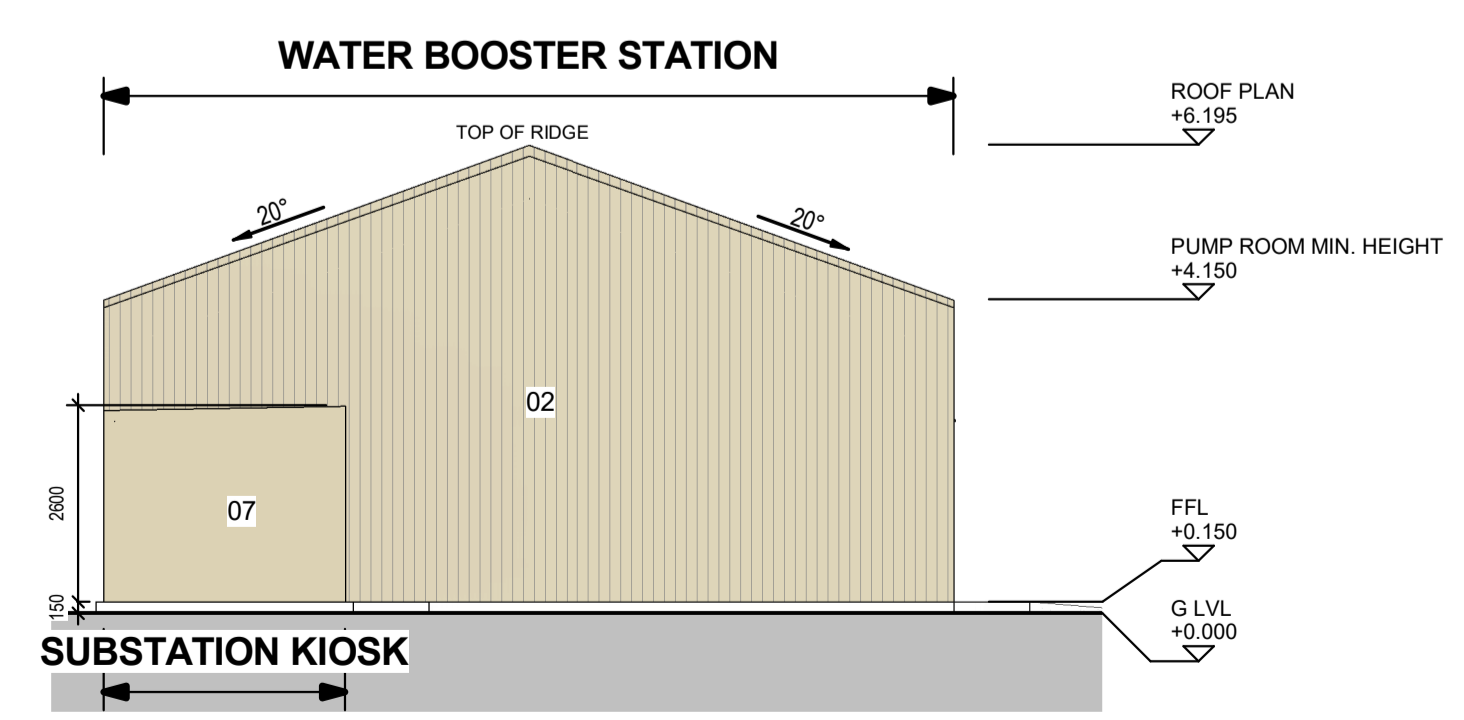 WATER BOOSTER STATION
TOP OF RIDGE
ROOF PLAN
+6.195
20°
20°
PUMP ROOM MIN. HEIGHT
+4.150
02
2600
07
FFL
+0.150
150
G LVL
+0.000
SUBSTATION KIOSK